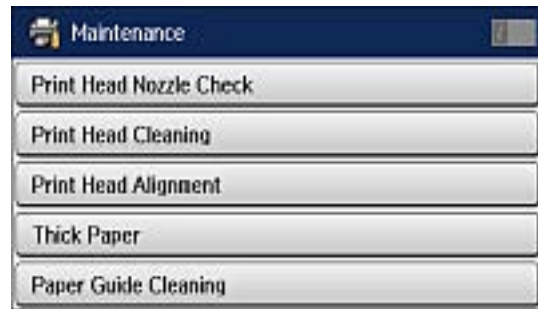 Maintenance
Print Head Nozzle Check
Print Head Cleaning
Print Head Alignment
Thick Paper
Paper Guide Cleaning